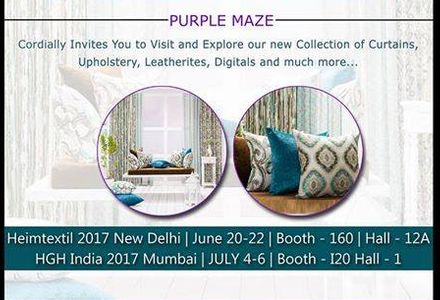 PURPLE MAZE
Cordially Invites You to Visit and Explore our new Collection of Curtains,
Upholstery, Leatherites, Digitals and much more...
Heimtextil 2017 New Delhi | June 20-22 | Booth - 160 | Hall - 12A
HGH India 2017 Mumbai | JULY 4-6 | Booth - I20 Hall - 1